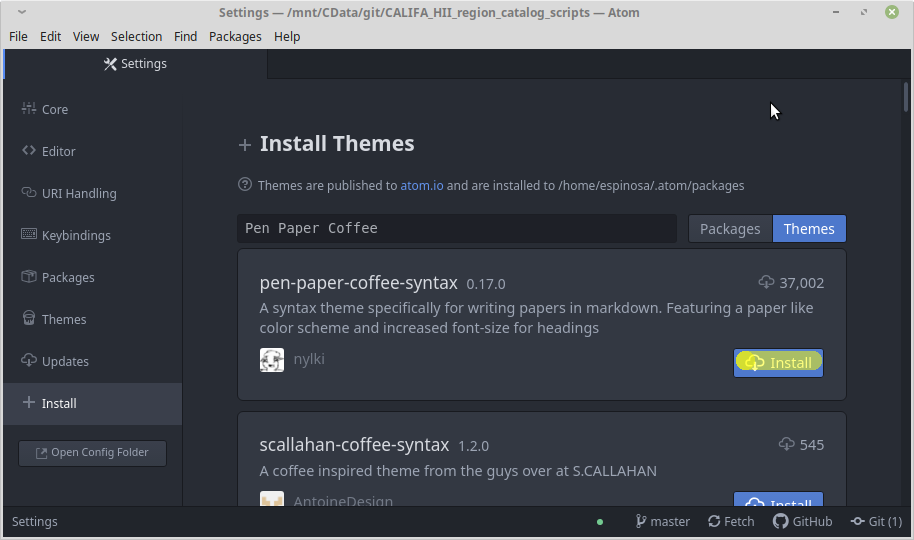 Settings — /mnt/CData/git/CALIFA_HII_region_catalog_scripts — Atom
File Edit View Selection Find Packages Help
Settings
Core
Editor
URI Handling
Keybindings
Packages
Themes
Updates
Install
Open Config Folder
Install Themes
Themes are published to atom.io and are installed to /home/espinosa/.atom/packages
Pen Paper Coffee
Packages Themes
pen-paper-coffee-syntax 0.17.0 37,002
A syntax theme specifically for writing papers in markdown. Featuring a paper like
color scheme and increased font-size for headings
nylki Install
scallahan-coffee-syntax 1.2.0 545
A coffee inspired theme from the guys over at S.CALLAHAN
AntoineDesign Install
Settings master Fetch GitHub Git (1)